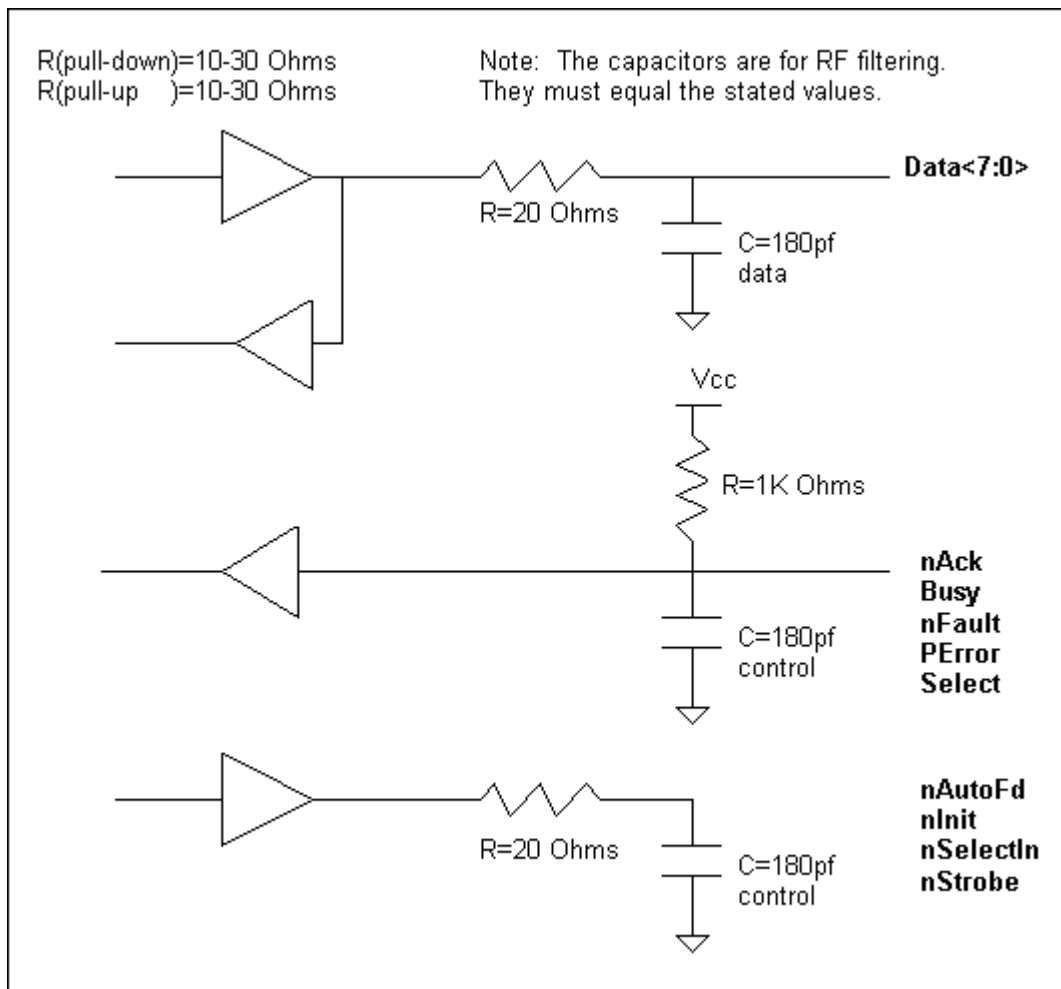 R(pull-down)=10-30 Ohms
R(pull-up )=10-30 Ohms
Note: The capacitors are for RF filtering.
They must equal the stated values.
Data<7:0>
R=20 Ohms
C=180pf
data
Vcc
R=1K Ohms
nAck
Busy
nFault
PError
Select
C=180pf
control
nAutoFd
nInit
nSelectIn
nStrobe
R=20 Ohms
C=180pf
control